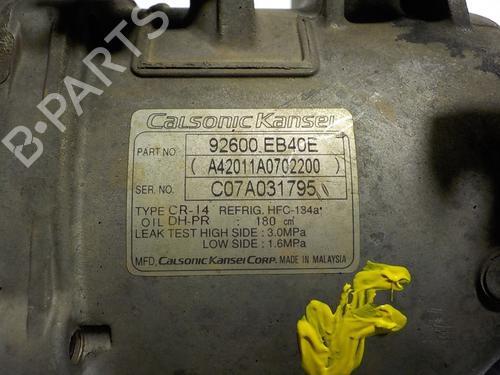 B-PARTS
CALSONIC KANSEI
PART NO. 92600 EB40E
( A42011A0702200 )
SER NO. C07A031795
TYPE CR-14 REFRIG. HFC-134a
OIL DH-PR : 180 cm³
LEAK TEST HIGH SIDE : 3.0MPa
LOW SIDE : 1.6MPa
MFD. CALSONIC KANSEI CORP. MADE IN MALAYSIA